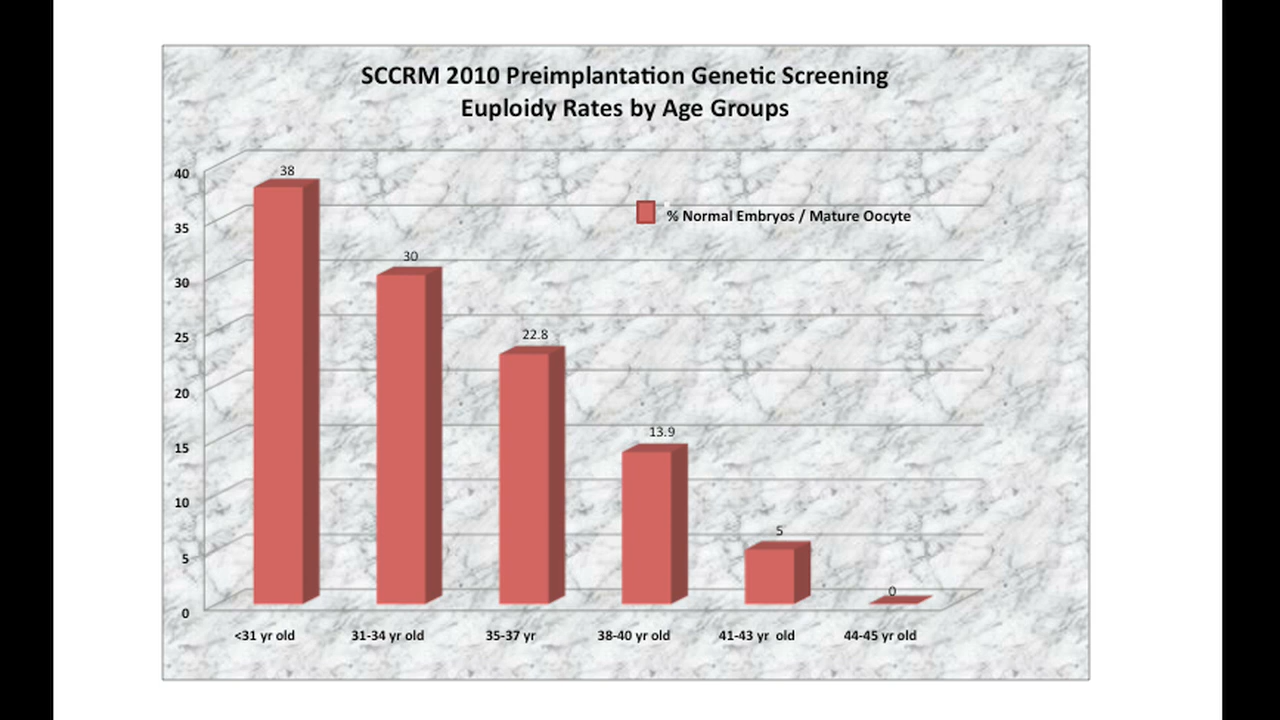 SCCRM 2010 Preimplantation Genetic Screening
Euploidy Rates by Age Groups
% Normal Embryos / Mature Oocyte
40
35
30
25
20
15
10
5
0
38
30
22.8
13.9
5
0
<31 yr old
31-34 yr old
35-37 yr
38-40 yr old
41-43 yr old
44-45 yr old